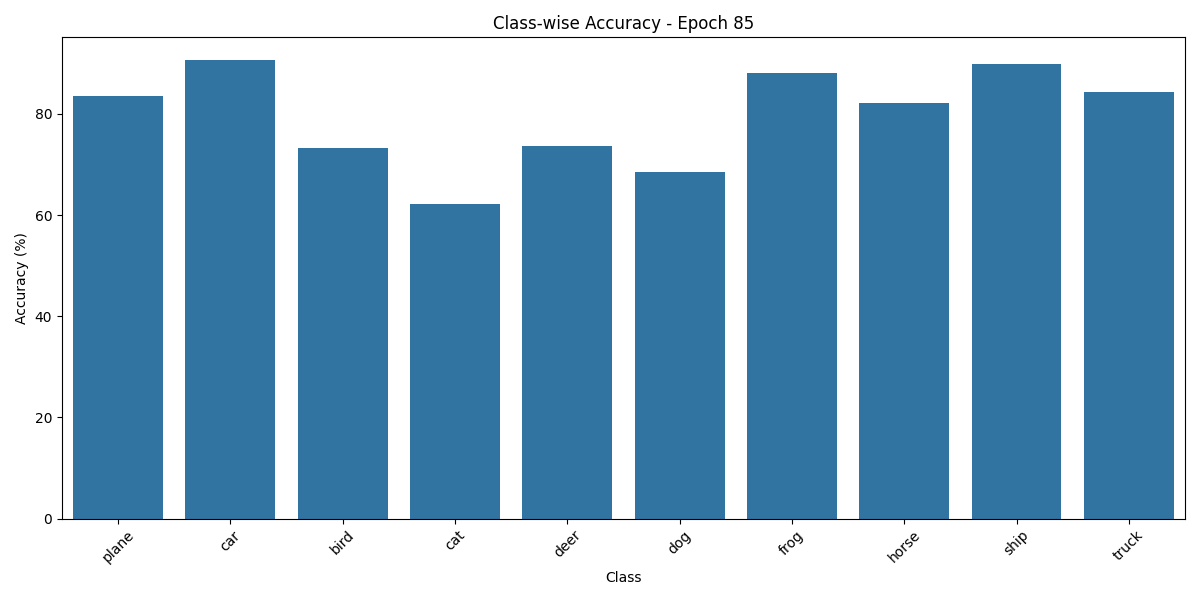 Class-wise Accuracy - Epoch 85
Accuracy (%)
80
60
40
20
0
plane
car
bird
cat
deer
dog
frog
horse
ship
truck
Class